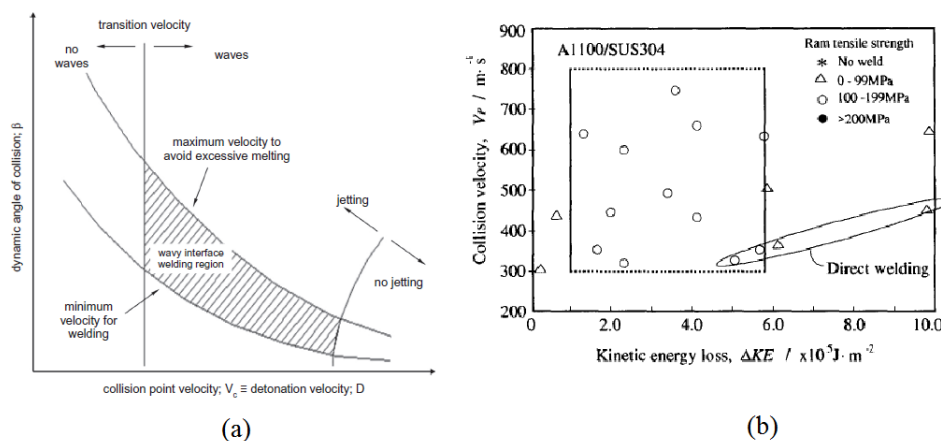 transition velocity
no
waves
waves
dynamic angle of collision; β
maximum velocity to
avoid excessive melting
jetting
wavy interface
welding region
no jetting
minimum
velocity for
welding
collision point velocity; Vc ≡ detonation velocity; D
(a)
A1100/SUS304
Ram tensile strength
* No weld
△ 0 - 99MPa
○ 100 -199MPa
● >200MPa
900
800
700
600
500
400
300
200
Collision velocity, VP / m· s⁻¹
Direct welding
0 2.0 4.0 6.0 8.0 10.0
Kinetic energy loss, ΔKE / x10⁻⁵J· m⁻²
(b)